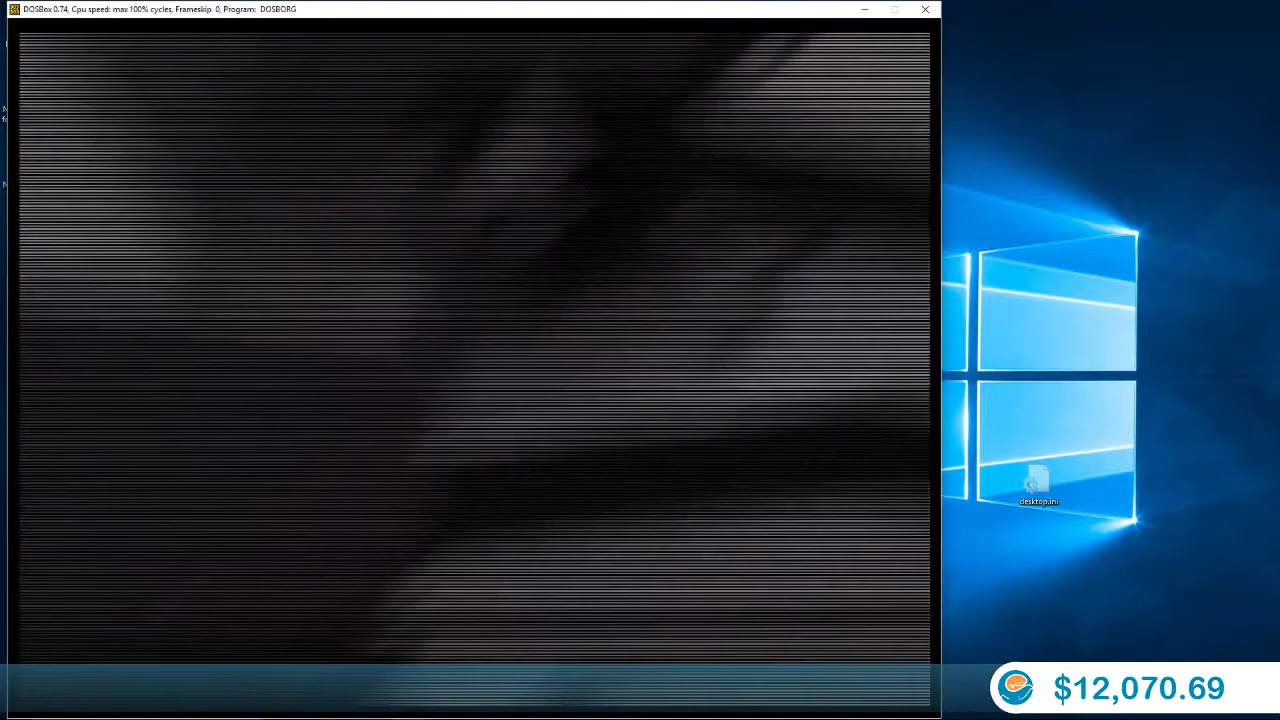 DOSBox 0.74, Cpu speed: max 100% cycles, Frameskip 0, Program: DOSBORG
desktop.ini
$12,070.69